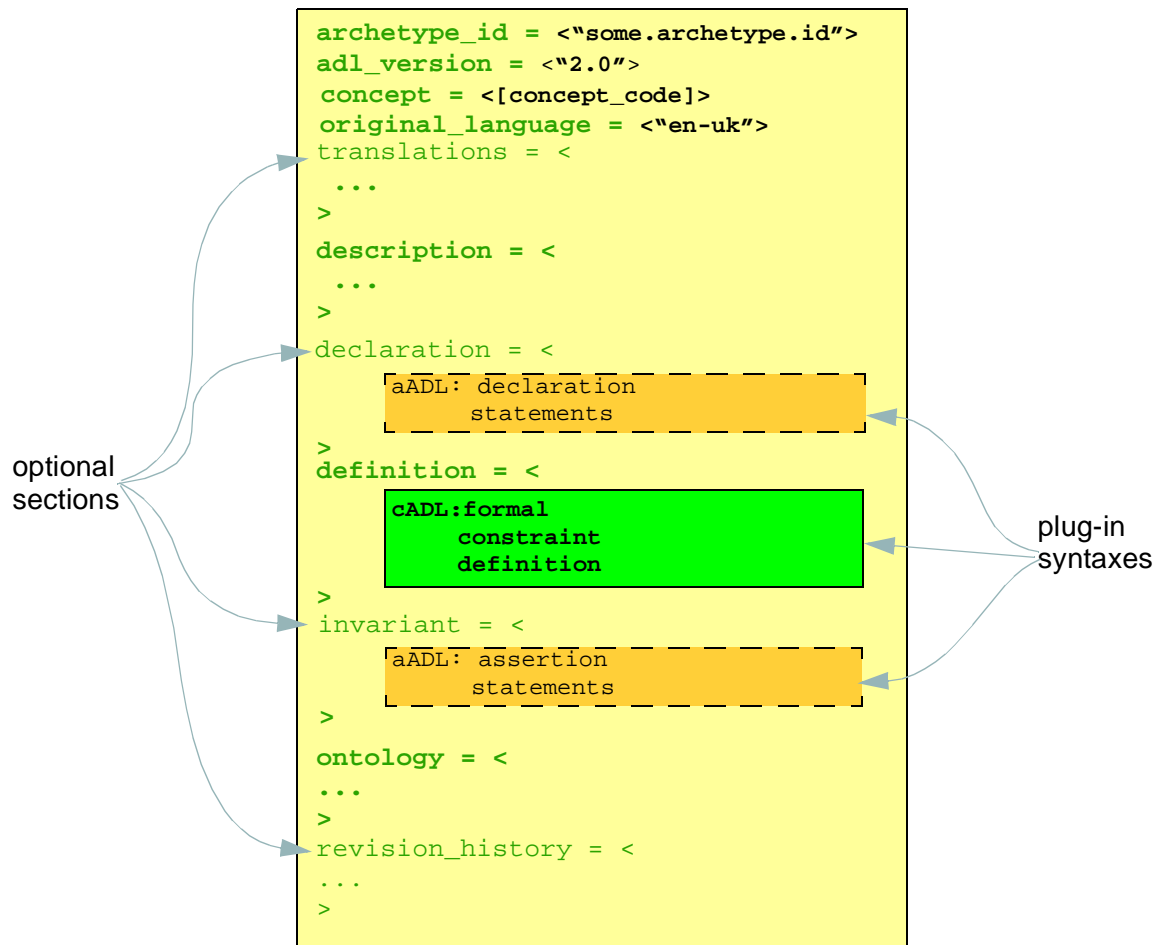 archetype_id = <“some.archetype.id”>
adl_version = <“2.0”>
concept = <[concept_code]>
original_language = <“en-uk”>
translations = <
...
>
description = <
...
>
declaration = <
aADL: declaration
statements
>
definition = <
cADL:formal
constraint
definition
>
invariant = <
aADL: assertion
statements
>
ontology = <
...
>
revision_history = <
...
>
optional
sections
plug-in
syntaxes